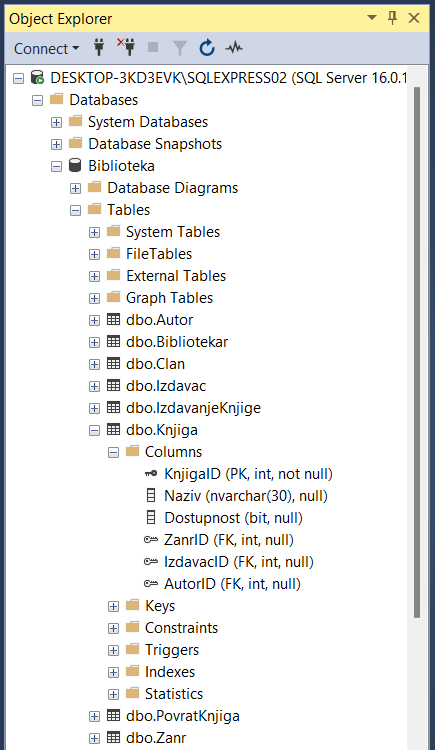 Object Explorer
Connect
DESKTOP-3KD3EVK\SQLEXPRESS02 (SQL Server 16.0.1
Databases
System Databases
Database Snapshots
Biblioteka
Database Diagrams
Tables
System Tables
FileTables
External Tables
Graph Tables
dbo.Autor
dbo.Bibliotekar
dbo.Clan
dbo.Izdavac
dbo.IzdavanjeKnjige
dbo.Knjiga
Columns
KnjigaID (PK, int, not null)
Naziv (nvarchar(30), null)
Dostupnost (bit, null)
ZanrID (FK, int, null)
IzdavacID (FK, int, null)
AutorID (FK, int, null)
Keys
Constraints
Triggers
Indexes
Statistics
dbo.PovratKnjiga
dbo.Zanr